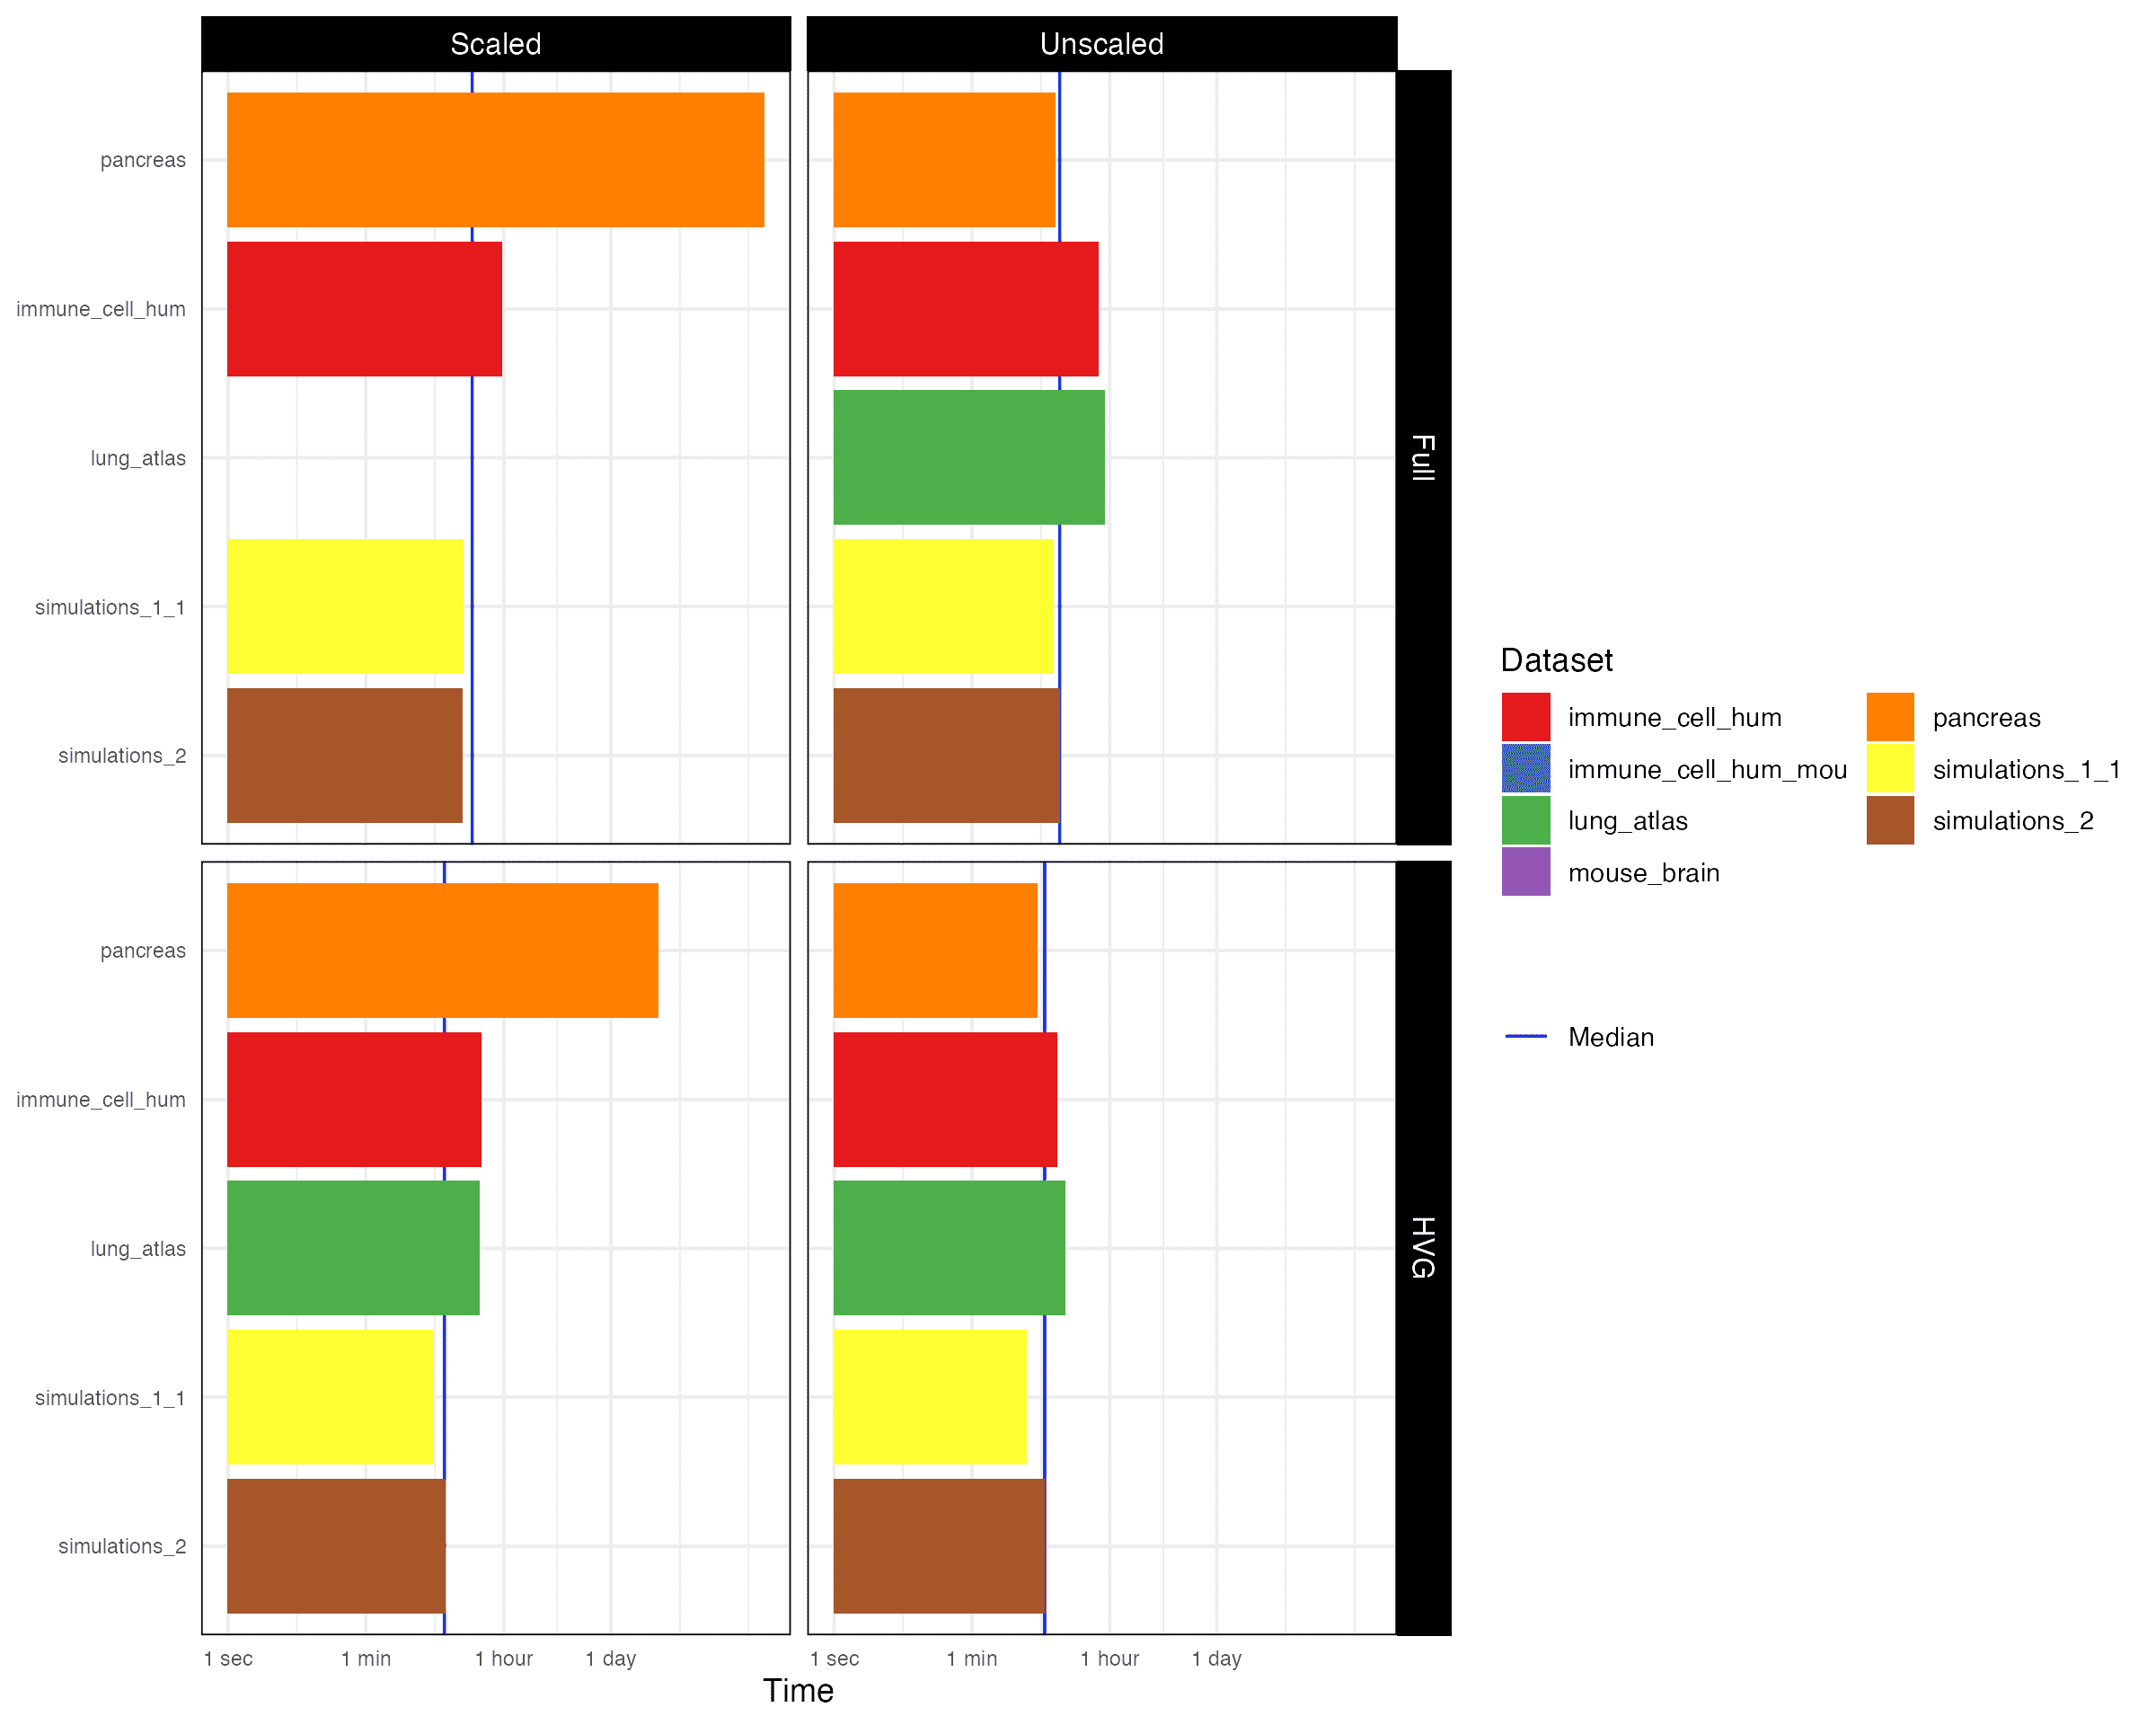 Scaled
Unscaled
pancreas
immune_cell_hum
lung_atlas
simulations_1_1
simulations_2
Full
pancreas
immune_cell_hum
lung_atlas
simulations_1_1
simulations_2
HVG
1 sec
1 min
1 hour
1 day
1 sec
1 min
1 hour
1 day
Time
Dataset
immune_cell_hum
immune_cell_hum_mou
lung_atlas
mouse_brain
pancreas
simulations_1_1
simulations_2
Median